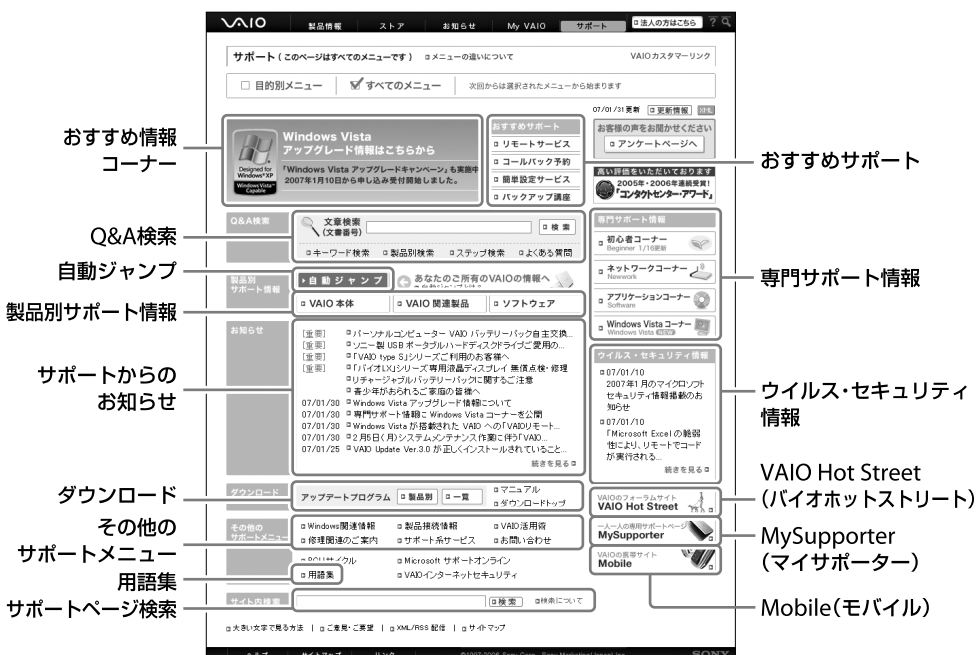 VAIO 製品情報 ストア お知らせ My VAIO サポート 法人の方はこちら ?
サポート ( このページはすべてのメニューです ) メニューの違いについて VAIOカスタマーリンク
目的別メニュー すべてのメニュー 次回からは選択されたメニューから始まります
07/01/31更新 更新情報 XML
おすすめ情報
コーナー
Designed for
Windows®XP
Windows Vista™
Capable
Windows Vista
アップグレード情報はこちらから
「Windows Vista アップグレードキャンペーン」も実施中
2007年1月10日から申し込み受付開始しました。
おすすめサポート
リモートサービス
コールバック予約
簡単設定サービス
バックアップ講座
お客様の声をお聞かせください
アンケートページへ
高い評価をいただいております
2005年・2006年連続受賞!
「コンタクトセンター・アワード」
おすすめサポート
Q&A検索
Q&A検索
文章検索
(文書番号)
検 索
キーワード検索 製品別検索 ステップ検索 よくある質問
自動ジャンプ
製品別
サポート情報
自 動 ジ ャ ン プ
あなたのご所有のVAIOの情報へ
製品別サポート情報
VAIO 本体 VAIO 関連製品 ソフトウェア
専門サポート情報
初心者コーナー
Beginner 1/16更新
ネットワークコーナー
Newwork
アプリケーションコーナー
Software
Windows Vista コーナー
Windows Vista NEW
専門サポート情報
サポートからの
お知らせ
お知らせ
[重要] パーソナルコンピューター VAIO バッテリーパック自主交換...
[重要] ソニー製 USB ポータブルハードディスクドライブご愛用の...
[重要] 「VAIO type S」シリーズご利用のお客様へ
[重要] 「バイオLX」シリーズ専用液晶ディスプレイ 無償点検・修理
リチャージャブルバッテリーパックに関するご注意
青少年がおられるご家庭の皆様へ
07/01/30 Windows Vista アップグレード情報について
07/01/30 専門サポート情報に Windows Vista コーナーを公開
07/01/30 Windows Vista が搭載された VAIO への「VAIOリモート...
07/01/30 2月5日(月)システムメンテナンス作業に伴う「VAIO...
07/01/25 VAIO Update Ver.3.0 が正しくインストールされていること...
続きを見る
ウイルス・セキュリティ情報
07/01/10
2007年1月のマイクロソフト
セキュリティ情報掲載のお
知らせ
07/01/10
「Microsoft Excel の脆弱
性により、リモートでコード
が実行される...
続きを見る
ウイルス・セキュリティ
情報
ダウンロード
ダウンロード
アップデートプログラム 製品別 一覧
マニュアル
ダウンロードトップ
VAIOのフォーラムサイト
VAIO Hot Street
VAIO Hot Street
(バイオホットストリート)
その他の
サポートメニュー
その他の
サポートメニュー
Windows関連情報 製品接続情報 VAIO活用術
修理関連のご案内 サポート系サービス お問い合わせ
一人一人の専用サポートページ
MySupporter
MySupporter
(マイサポーター)
Microsoft サポートオンライン
用語集
用語集 VAIOインターネットセキュリティ
VAIOの携帯サイト
Mobile
Mobile(モバイル)
サポートページ検索
サイト内検索
検索 検索について
大きい文字で見る方法 | ご意見・ご要望 | XML/RSS 配信 | サイトマップ
ヘルプ サイトマップ リンク
SONY